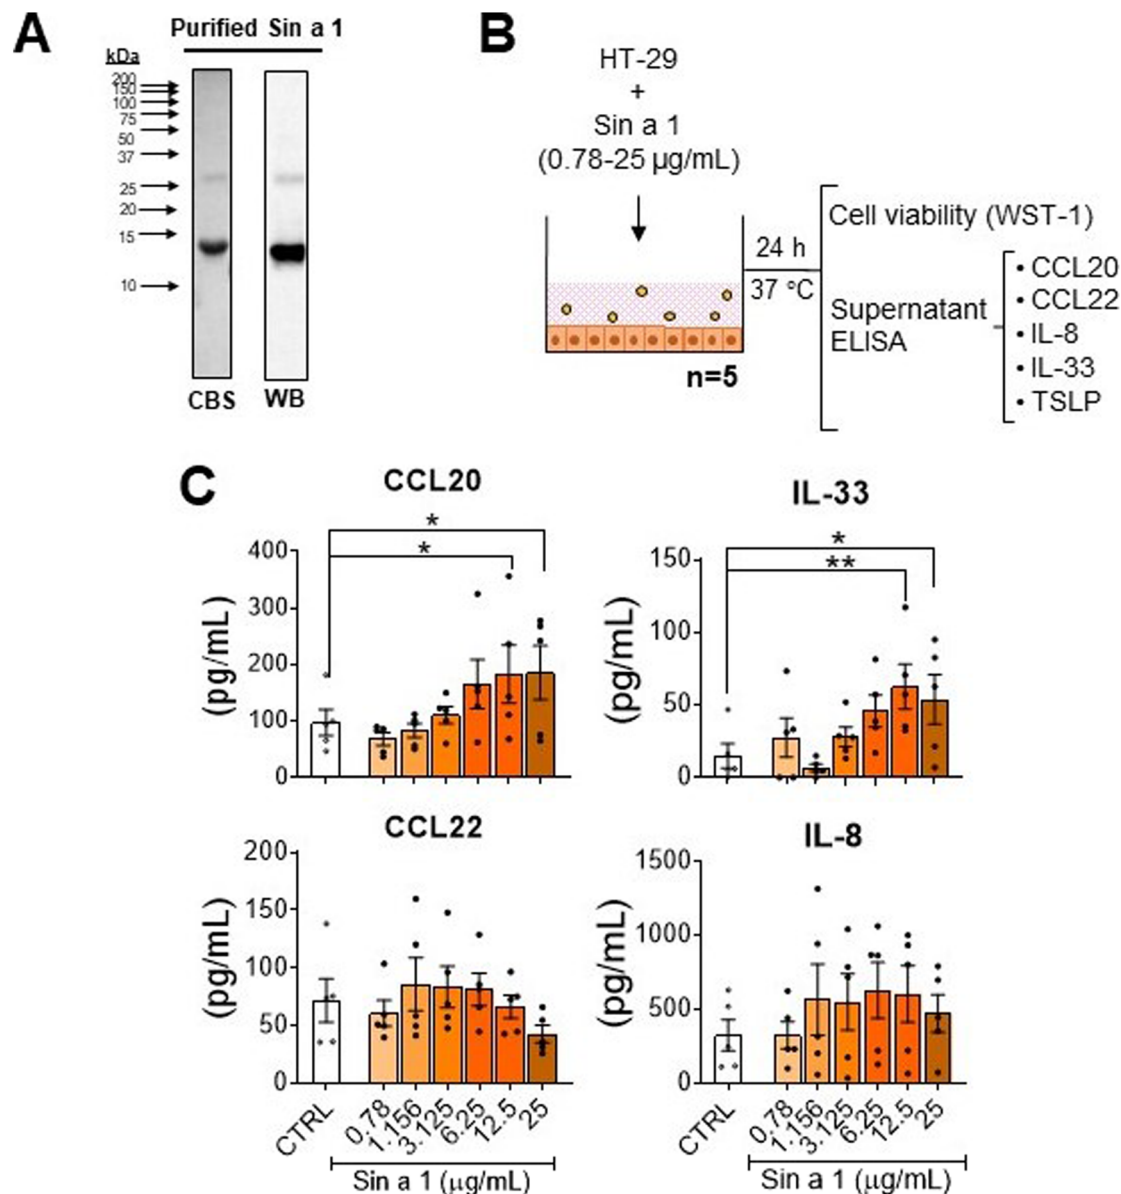 A
Purified Sin a 1
kDa
200
150
100
75
50
37
25
20
15
10
CBS
WB
B
HT-29
+
Sin a 1
(0.78-25 µg/mL)
24 h
37 ºC
n=5
Cell viability (WST-1)
Supernatant
ELISA
• CCL20
• CCL22
• IL-8
• IL-33
• TSLP
C
CCL20
(pg/mL)
400
300
200
100
0
*
*
IL-33
(pg/mL)
150
100
50
0
*
**
CCL22
(pg/mL)
200
150
100
50
0
CTRL
0.78
1.156
3.125
6.25
12.5
25
Sin a 1 (µg/mL)
IL-8
(pg/mL)
1500
1000
500
0
CTRL
0.78
1.156
3.125
6.25
12.5
25
Sin a 1 (µg/mL)